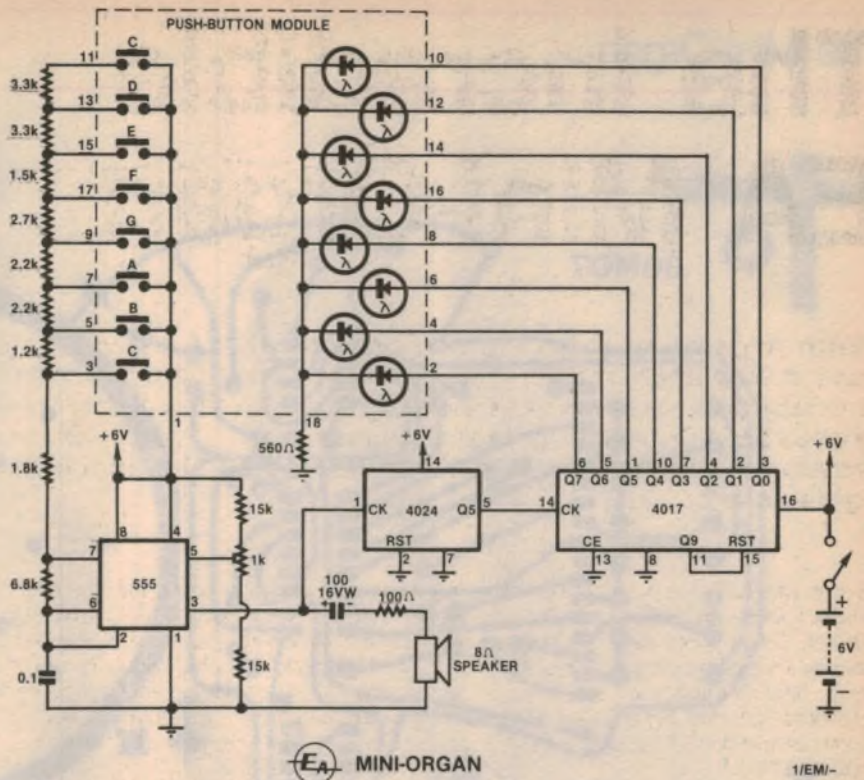 PUSH-BUTTON MODULE
11 C 10
3.3k
13 D 12
3.3k
15 E 14
1.5k
17 F 16
2.7k
9 G 8
2.2k
7 A 6
2.2k
5 B 4
1.2k
3 C 2
1 18
λ
λ
λ
λ
λ
λ
λ
λ
+6V 560Ω +6V +6V
1.8k
14
6 5 1 10 7 4 2 3
Q7 Q6 Q5 Q4 Q3 Q2 Q1 Q0
15k
8 4
1 CK 4024 Q5 5 14 CK 4017 16
7 5 1k
RST CE Q9 RST
2 7 13 8 11 15
555
6.8k
6 3
100
16VW
+ -
100Ω
2 1
15k
8Ω
SPEAKER
0.1
+
6V
−
EA MINI-ORGAN
1/EM/–